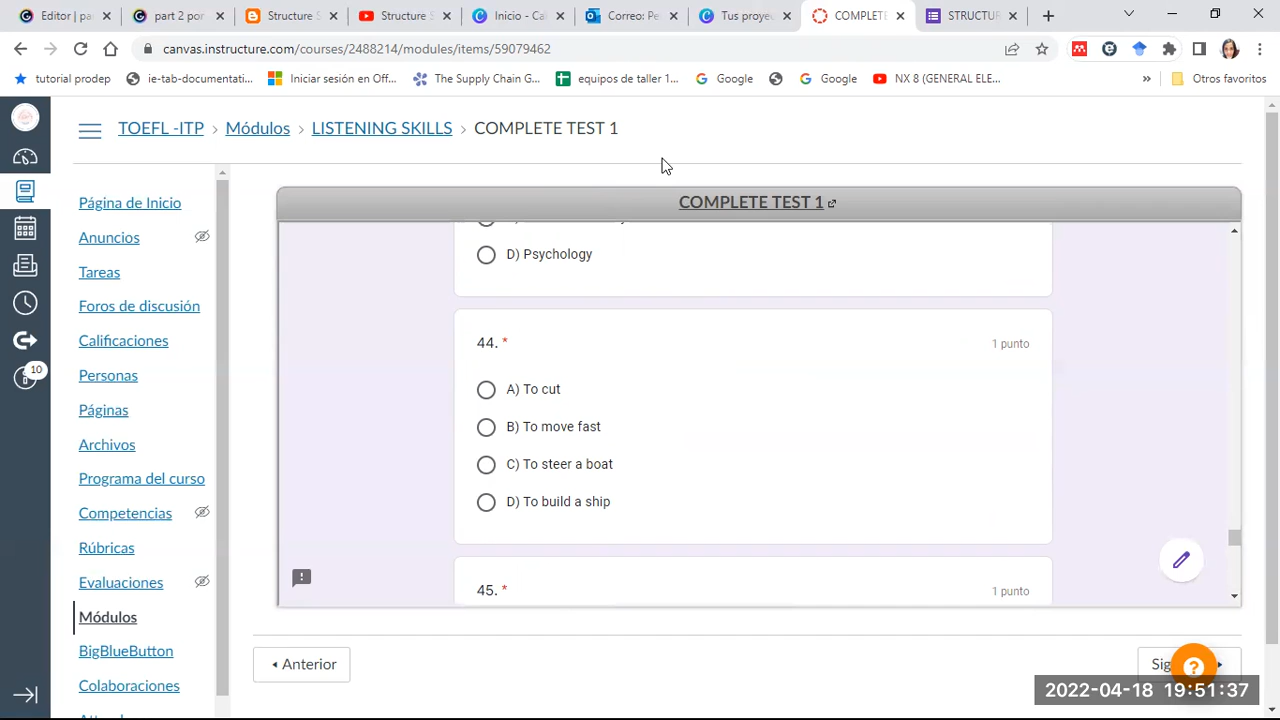 Editor | pa
part 2 por
Structure S
Structure S
Inicio - Ca
Correo: Pe
Tus proye
COMPLETE
STRUCTUR
canvas.instructure.com/courses/2488214/modules/items/59079462
tutorial prodep
ie-tab-documentati...
Iniciar sesión en Off...
The Supply Chain G...
equipos de taller 1...
Google
Google
NX 8 (GENERAL ELE...
»
Otros favoritos
TOEFL -ITP > Módulos > LISTENING SKILLS > COMPLETE TEST 1
COMPLETE TEST 1
Página de Inicio
Anuncios
Tareas
Foros de discusión
Calificaciones
10
Personas
Páginas
Archivos
Programa del curso
Competencias
Rúbricas
Evaluaciones
Módulos
BigBlueButton
Colaboraciones
D) Psychology
44. *
1 punto
A) To cut
B) To move fast
C) To steer a boat
D) To build a ship
45. *
1 punto
Anterior
2022-04-18 19:51:37